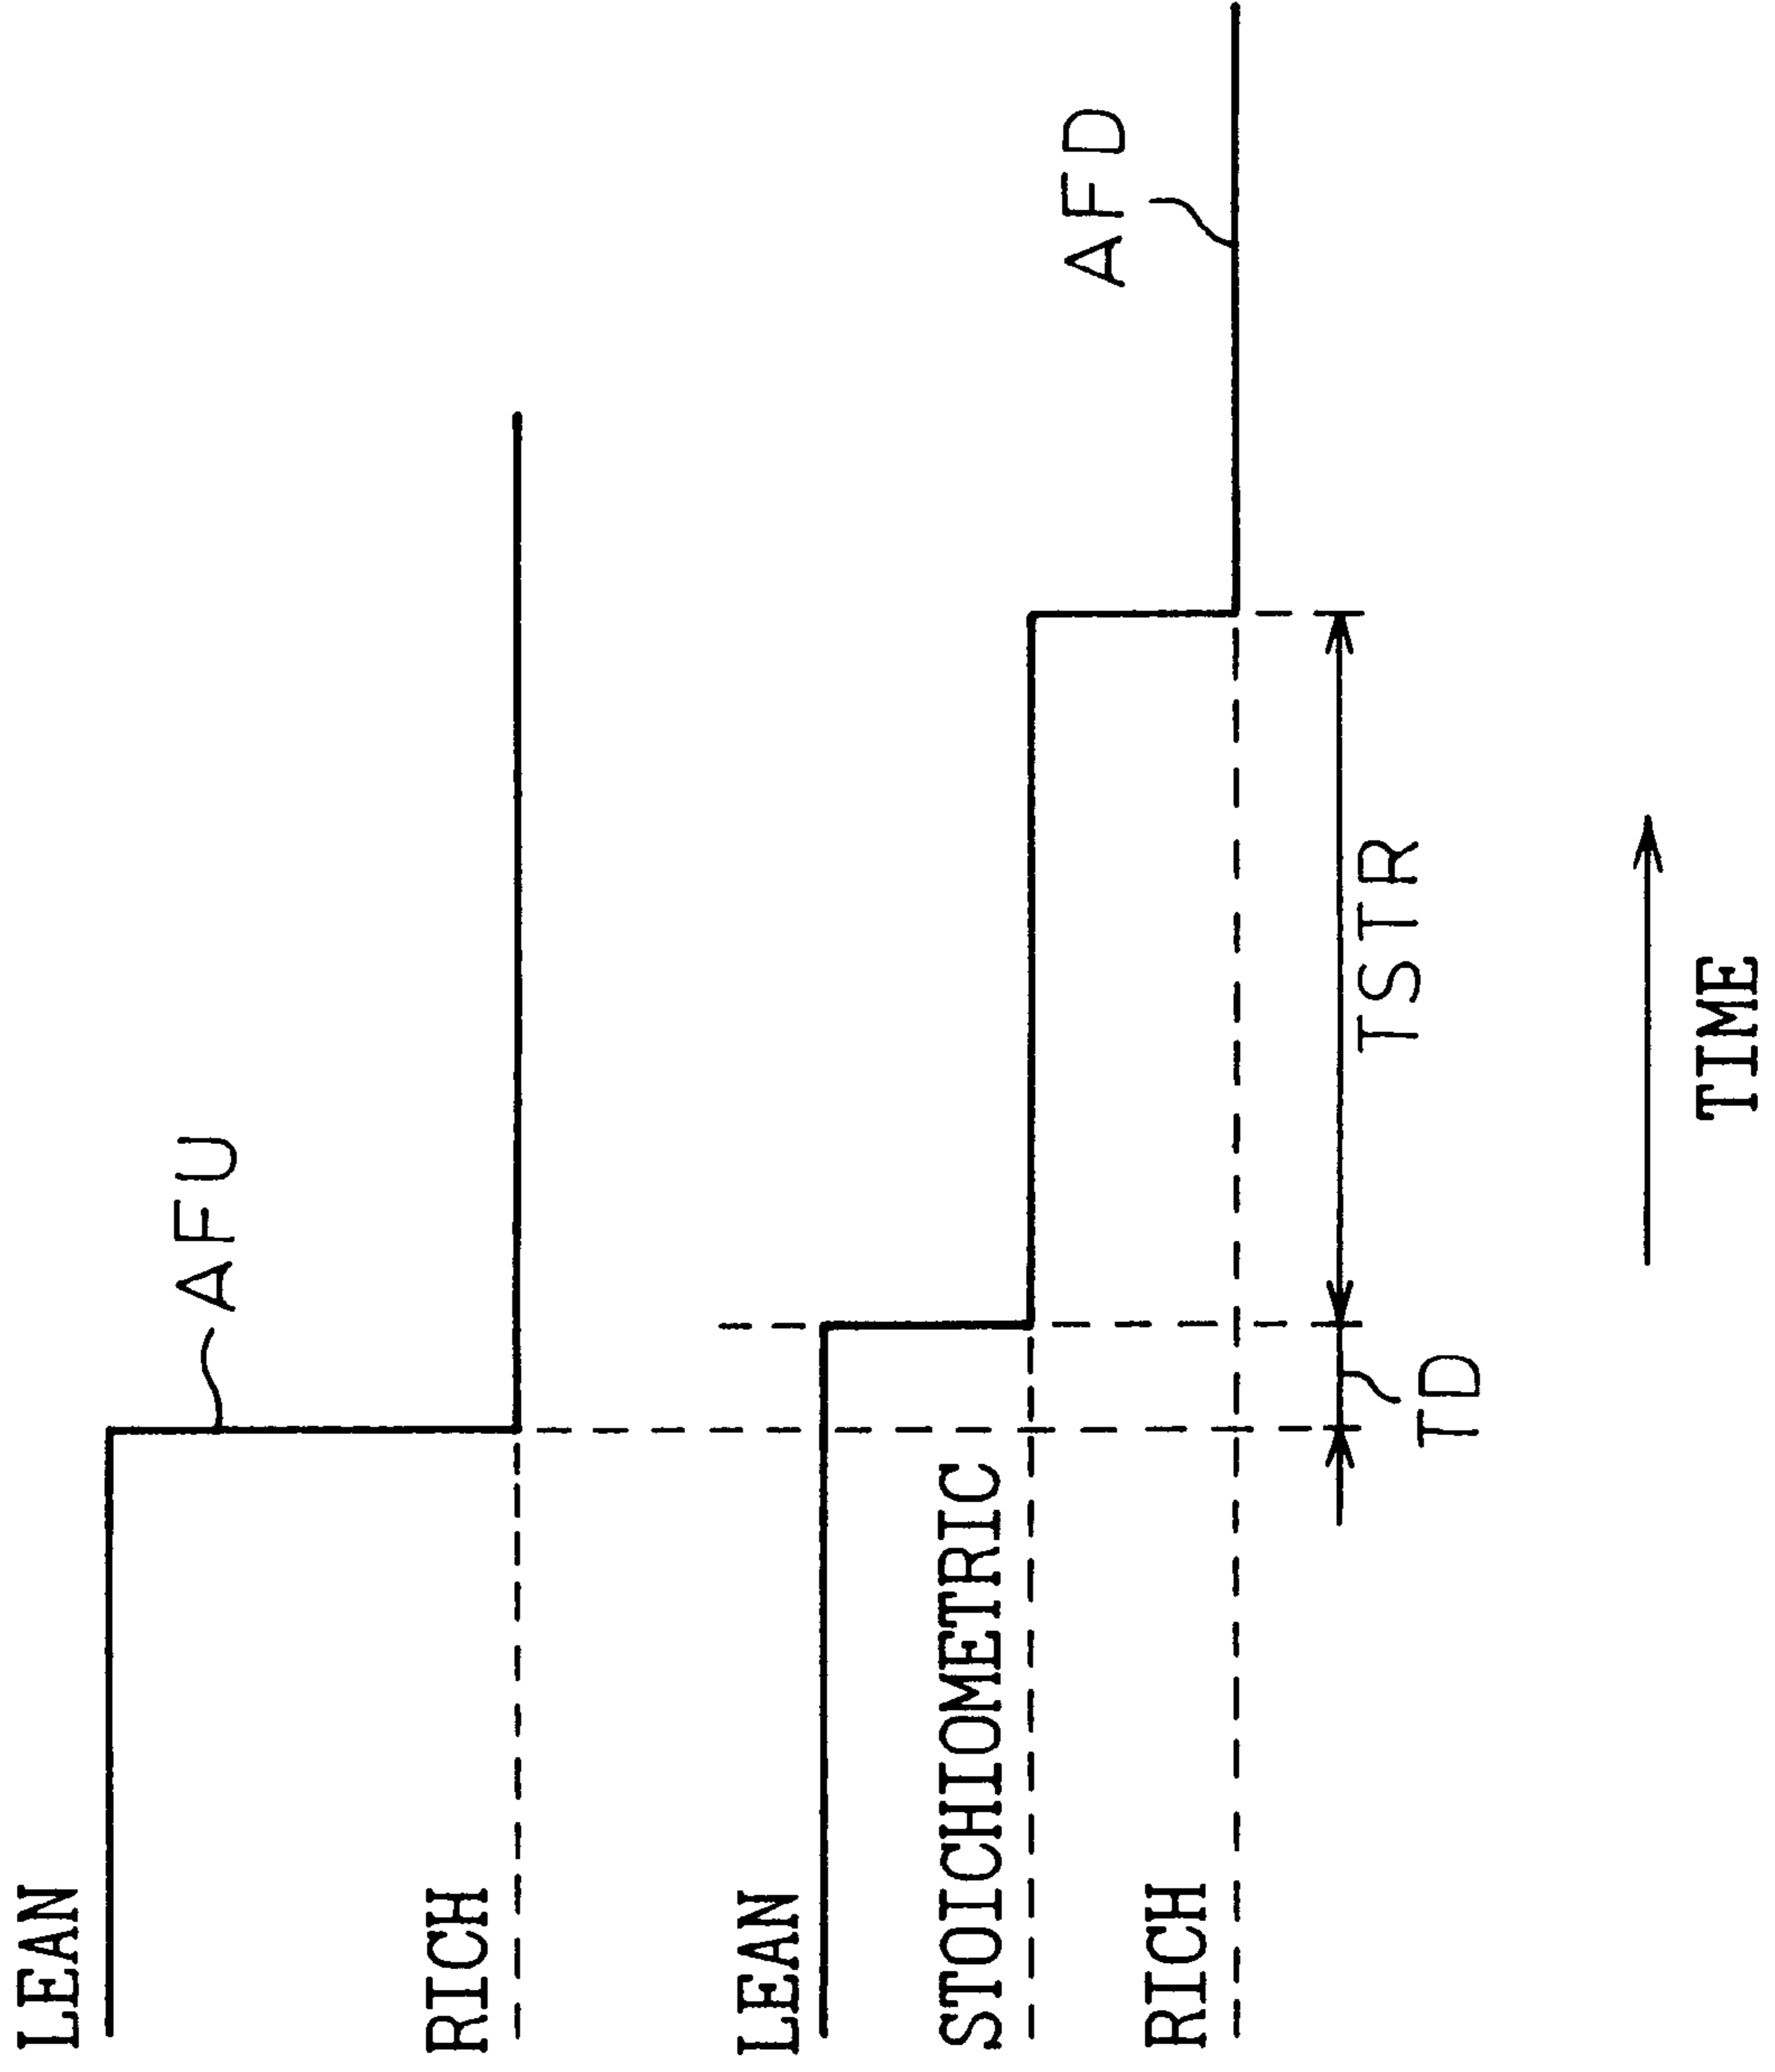 LEAN
AFU
RICH
LEAN
STOICHIOMETRIC
AFD
RICH
TSTR
TD
TIME